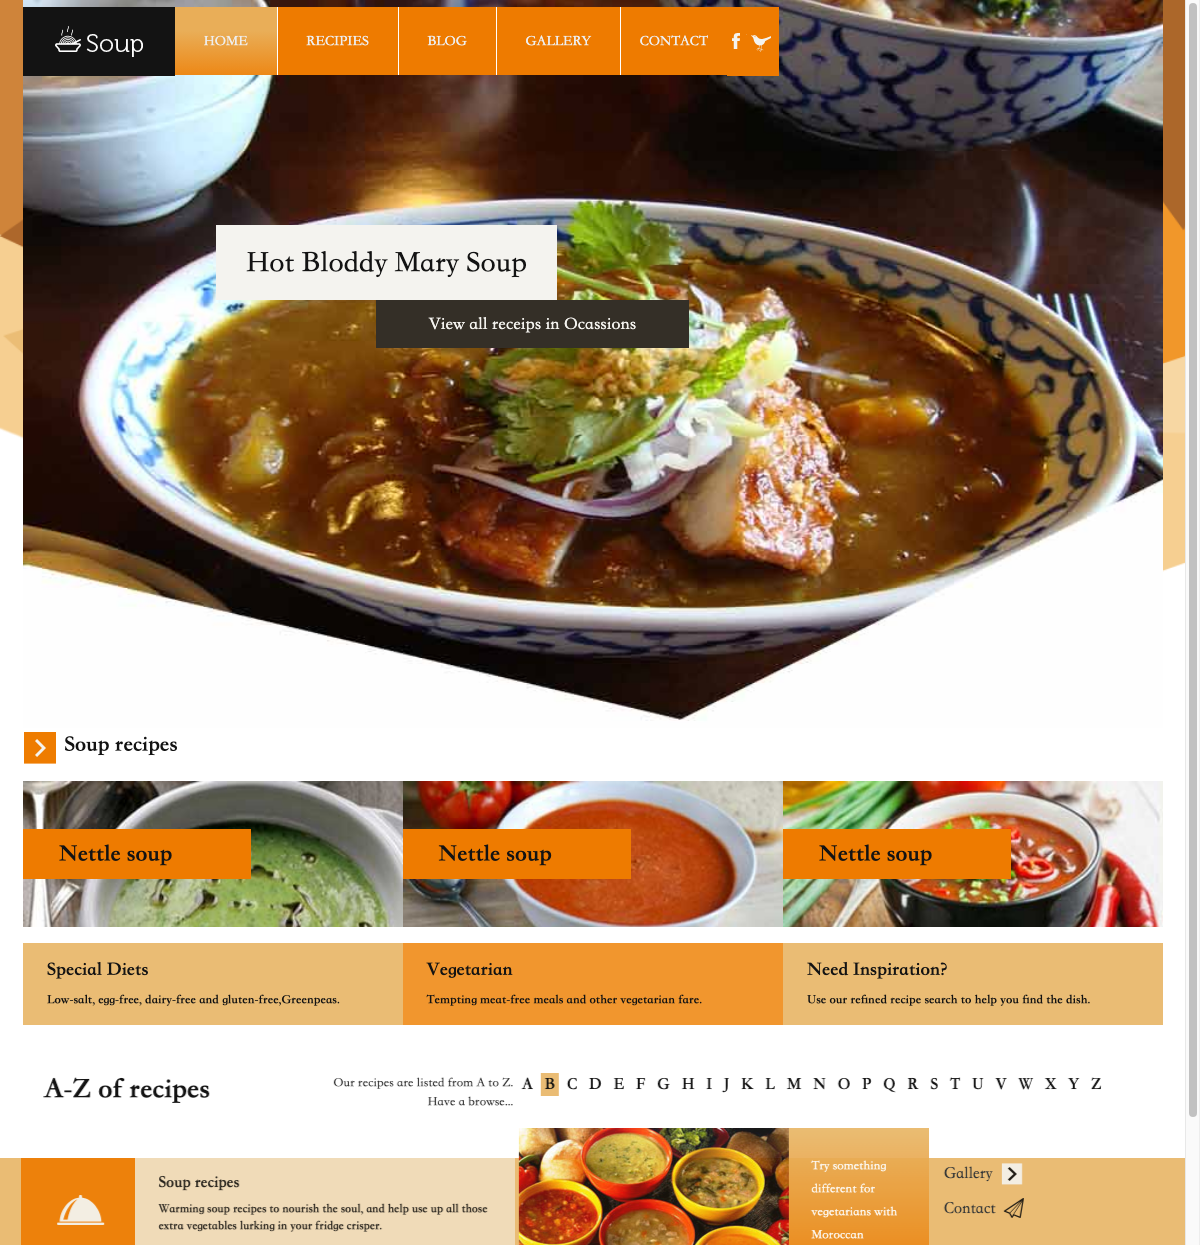 Soup
HOME
RECIPIES
BLOG
GALLERY
CONTACT
Hot Bloddy Mary Soup
View all receips in Ocassions
Soup recipes
Nettle soup
Nettle soup
Nettle soup
Special Diets
Low-salt, egg-free, dairy-free and gluten-free,Greenpeas.
Vegetarian
Tempting meat-free meals and other vegetarian fare.
Need Inspiration?
Use our refined recipe search to help you find the dish.
A-Z of recipes
Our recipes are listed from A to Z.
Have a browse...
A B C D E F G H I J K L M N O P Q R S T U V W X Y Z
Soup recipes
Warming soup recipes to nourish the soul, and help use up all those
extra vegetables lurking in your fridge crisper.
Try something
different for
vegetarians with
Moroccan
Gallery
Contact